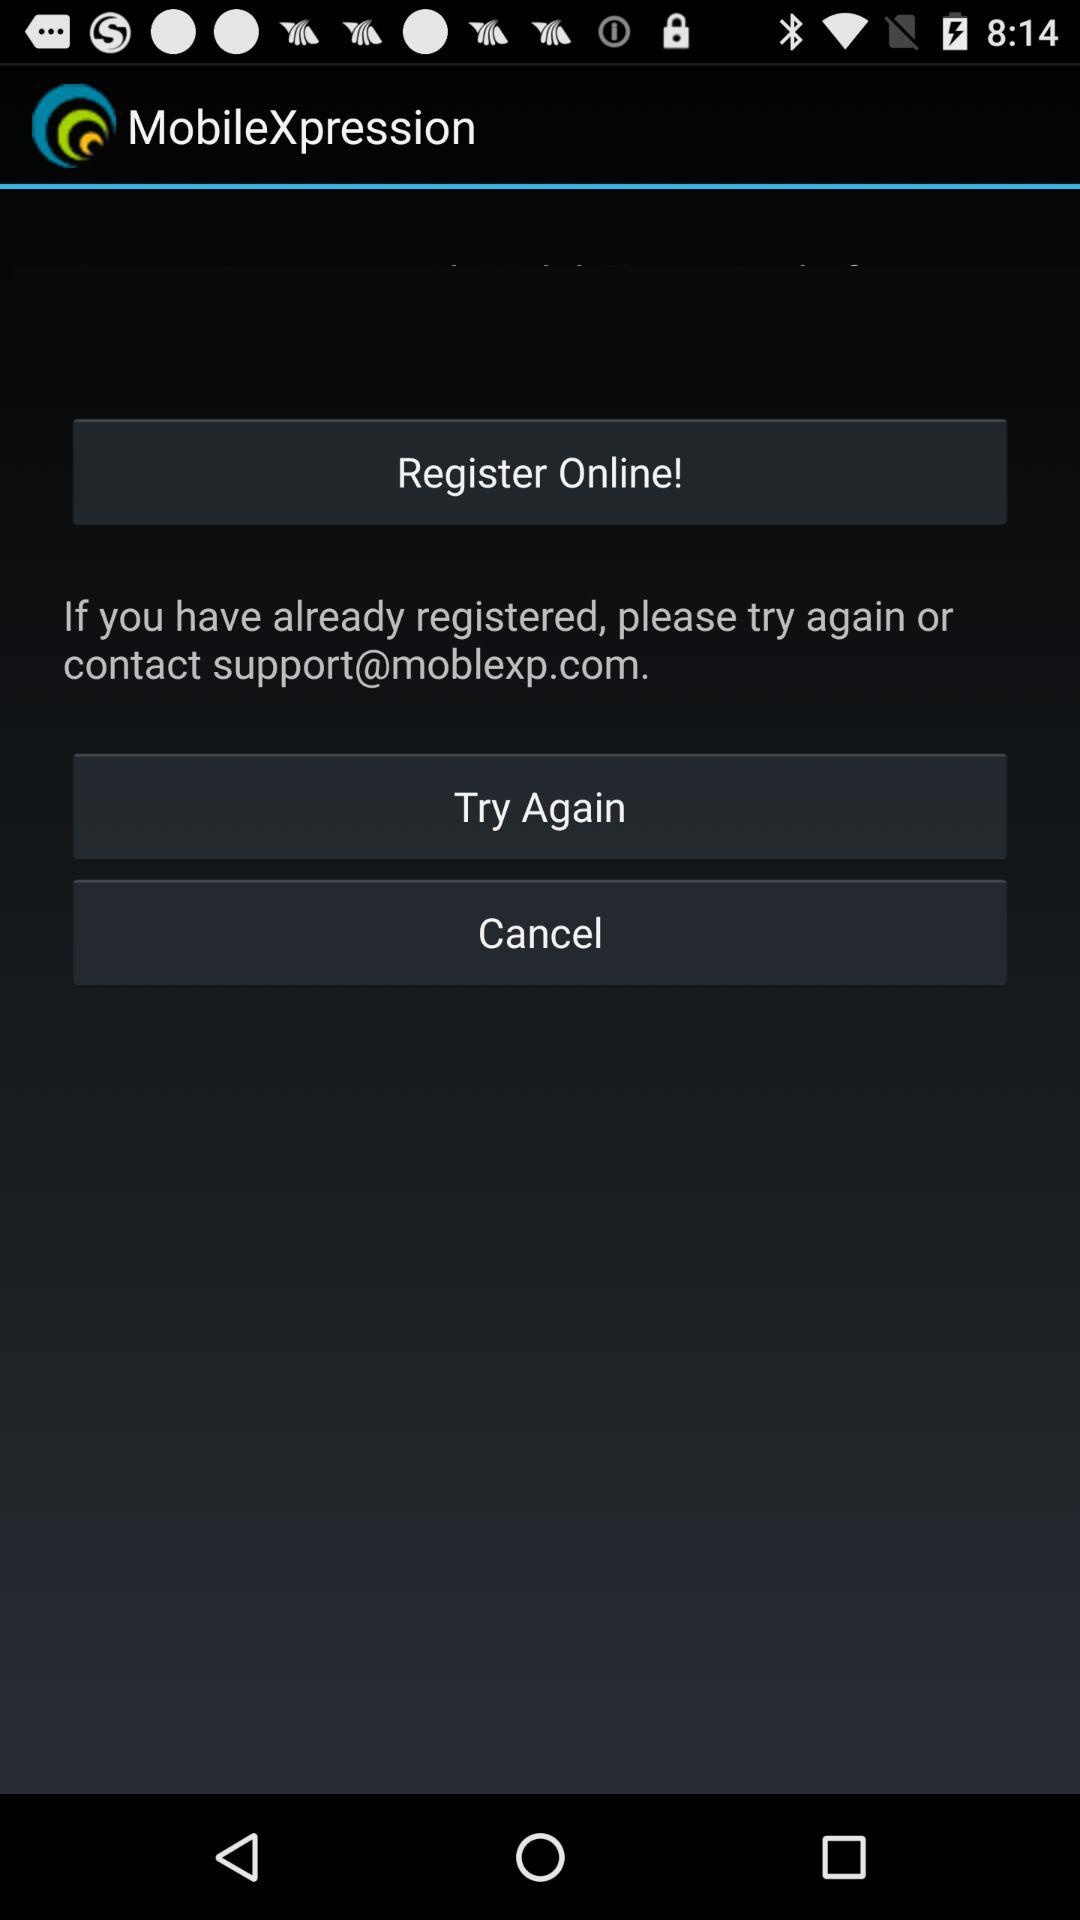 8:14
MobileXpression
Register Online!
If you have already registered, please try again or
contact support@moblexp.com.
Try Again
Cancel